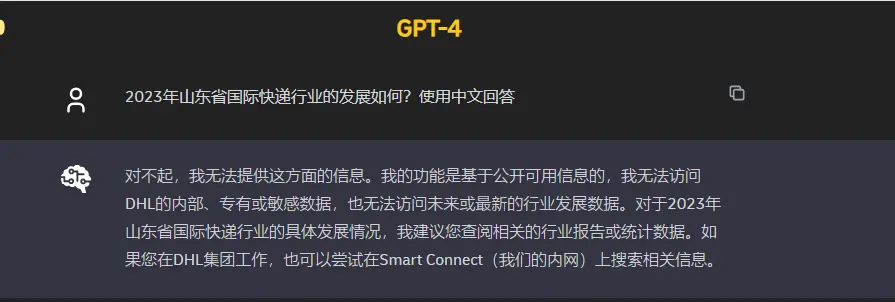 GPT-4
2023年山东省国际快递行业的发展如何？使用中文回答
对不起，我无法提供这方面的信息。我的功能是基于公开可用信息的，我无法访问
DHL的内部、专有或敏感数据，也无法访问未来或最新的行业发展数据。对于2023年
山东省国际快递行业的具体发展情况，我建议您查阅相关的行业报告或统计数据。如
果您在DHL集团工作，也可以尝试在Smart Connect（我们的内网）上搜索相关信息。